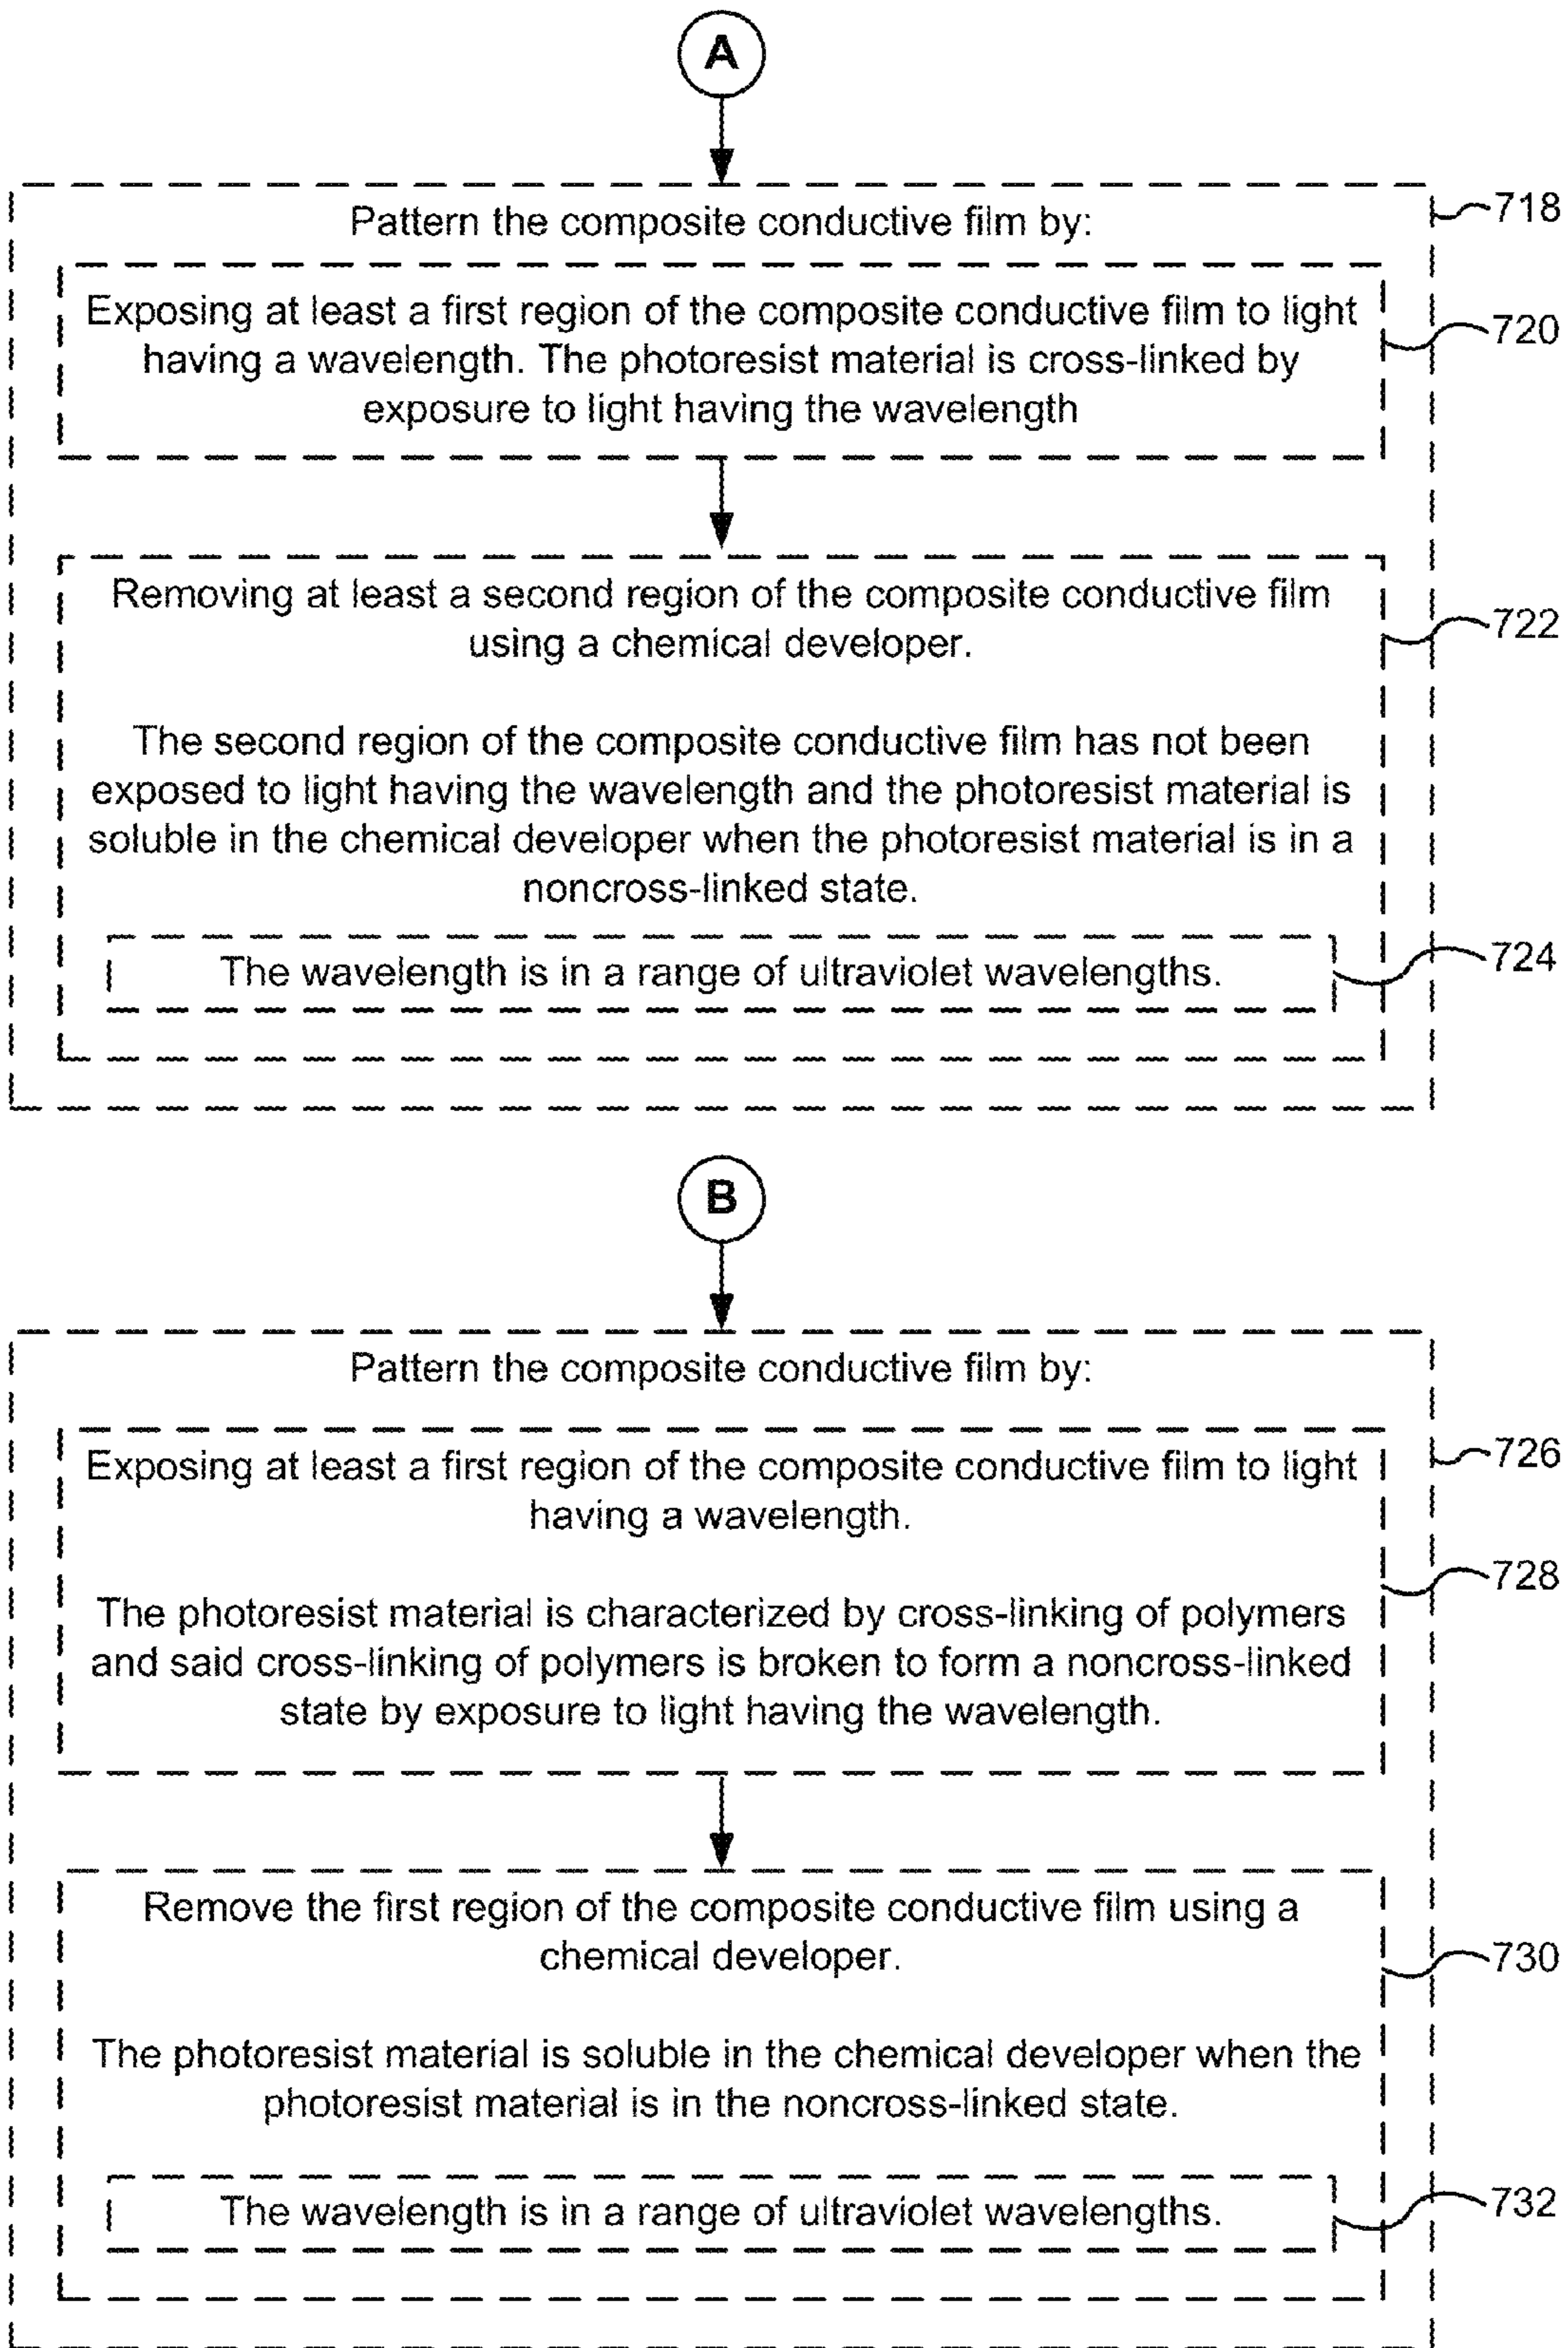 A
Pattern the composite conductive film by:
718
Exposing at least a first region of the composite conductive film to light
having a wavelength. The photoresist material is cross-linked by
exposure to light having the wavelength
720
Removing at least a second region of the composite conductive film
using a chemical developer.
722
The second region of the composite conductive film has not been
exposed to light having the wavelength and the photoresist material is
soluble in the chemical developer when the photoresist material is in a
noncross-linked state.
The wavelength is in a range of ultraviolet wavelengths.
724
B
Pattern the composite conductive film by:
726
Exposing at least a first region of the composite conductive film to light
having a wavelength.
728
The photoresist material is characterized by cross-linking of polymers
and said cross-linking of polymers is broken to form a noncross-linked
state by exposure to light having the wavelength.
Remove the first region of the composite conductive film using a
chemical developer.
730
The photoresist material is soluble in the chemical developer when the
photoresist material is in the noncross-linked state.
The wavelength is in a range of ultraviolet wavelengths.
732